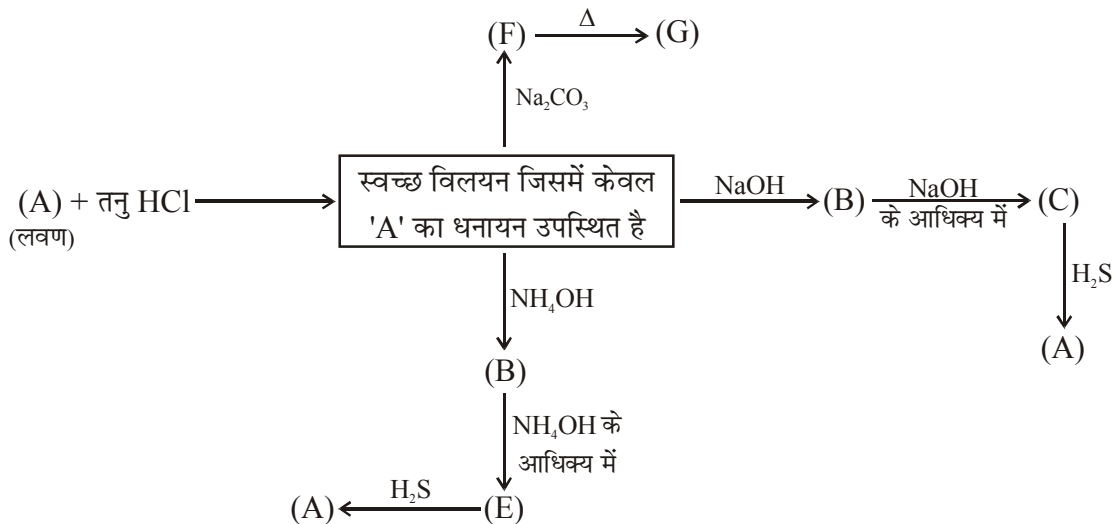 (F) Δ (G)
Na₂CO₃
(A) + तनु HCl
(लवण)
स्वच्छ विलयन जिसमें केवल
'A' का धनायन उपस्थित है
NaOH (B) NaOH (C)
के आधिक्य में
H₂S
(A)
NH₄OH
(B)
NH₄OH के
आधिक्य में
(A) H₂S (E)